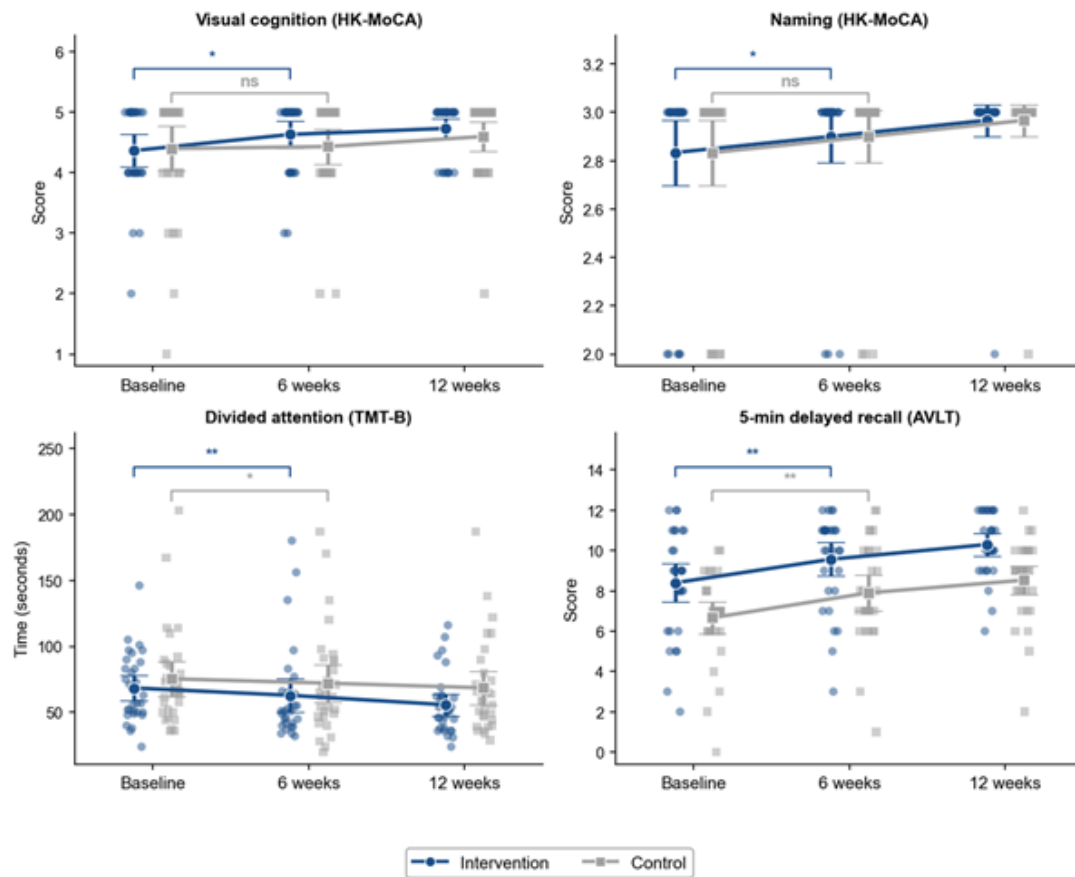 Visual cognition (HK-MoCA)
6
5
4
3
2
1
Score
*
ns
Baseline
6 weeks
12 weeks
Naming (HK-MoCA)
3.2
3.0
2.8
2.6
2.4
2.2
2.0
Score
*
ns
Baseline
6 weeks
12 weeks
Divided attention (TMT-B)
250
200
150
100
50
Time (seconds)
**
*
Baseline
6 weeks
12 weeks
5-min delayed recall (AVLT)
14
12
10
8
6
4
2
0
Score
**
**
Baseline
6 weeks
12 weeks
Intervention
Control